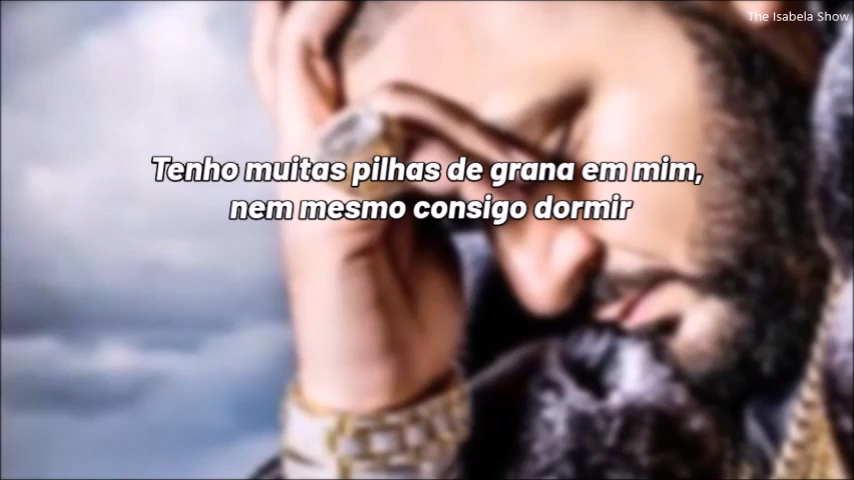 The Isabela Show
Tenho muitas pilhas de grana em mim,
nem mesmo consigo dormir